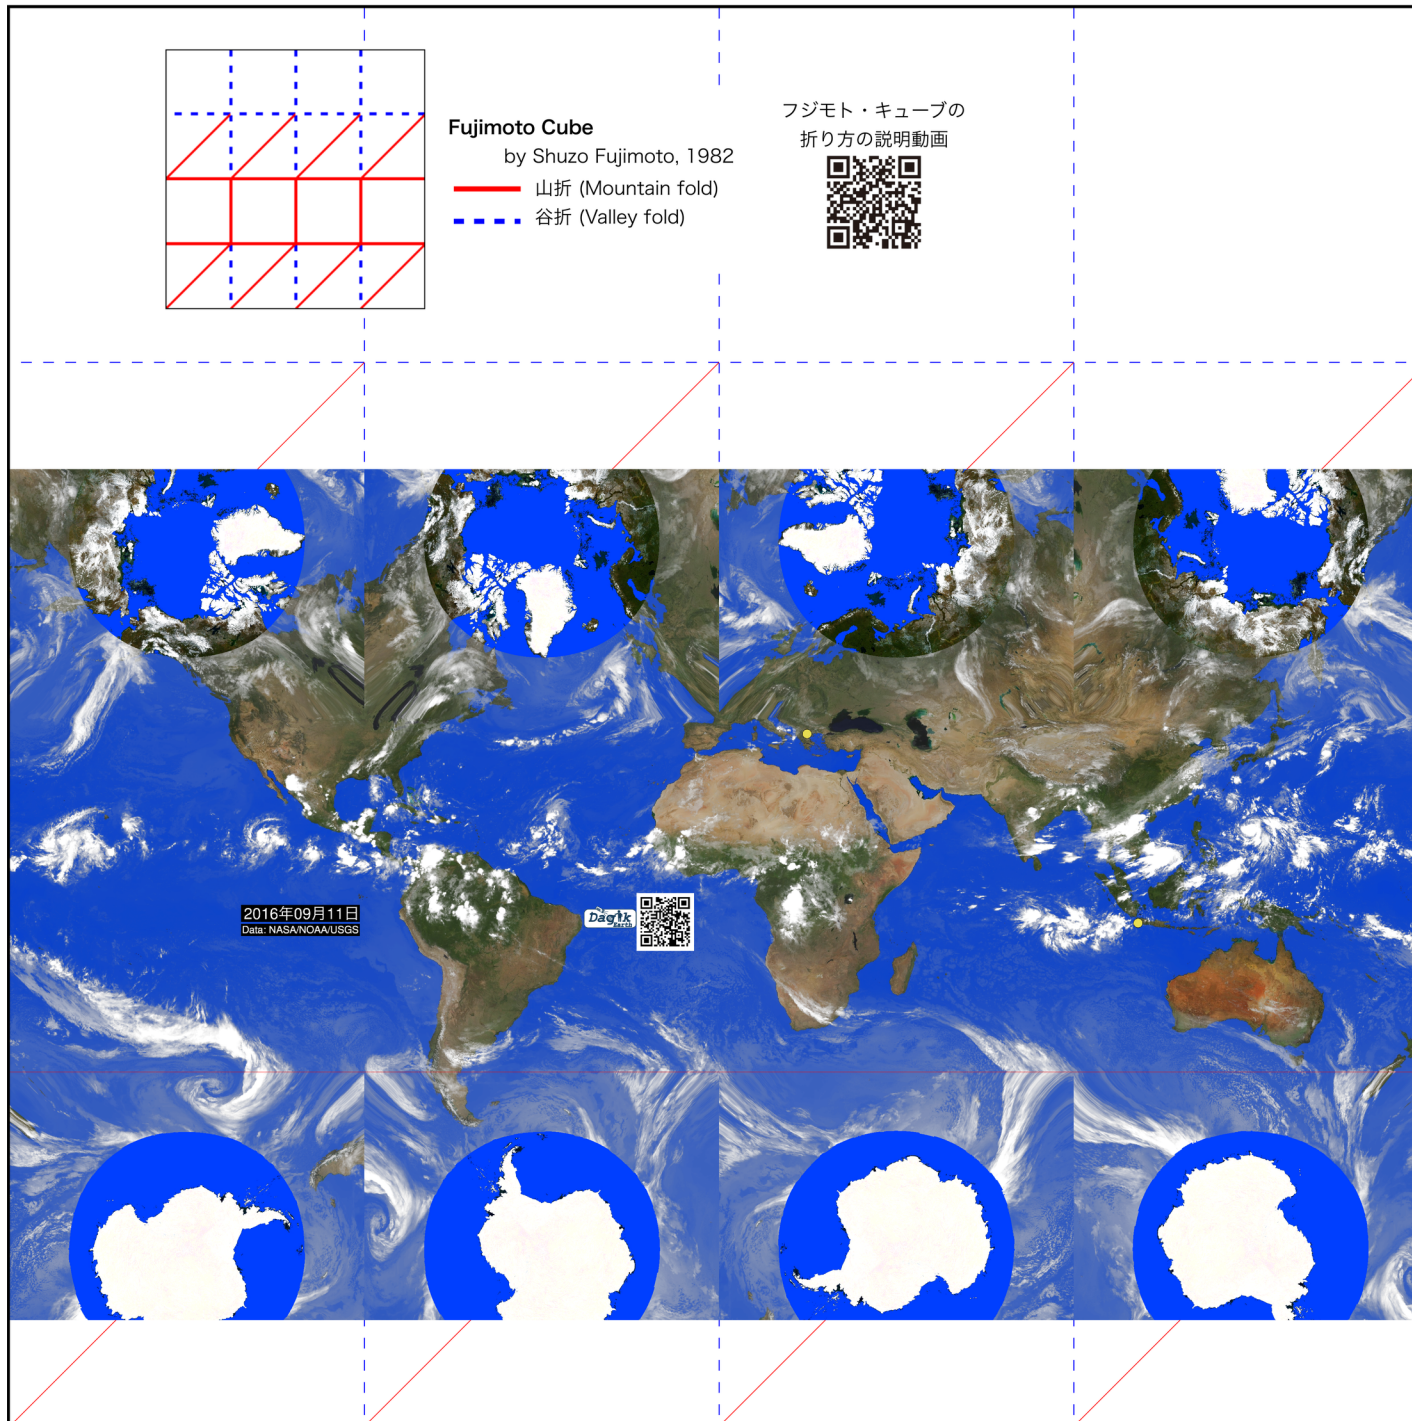 Fujimoto Cube
by Shuzo Fujimoto, 1982
山折 (Mountain fold)
谷折 (Valley fold)
フジモト・キューブの
折り方の説明動画
2016年09月11日
Data: NASA/NOAA/USGS
Dagik
Earth